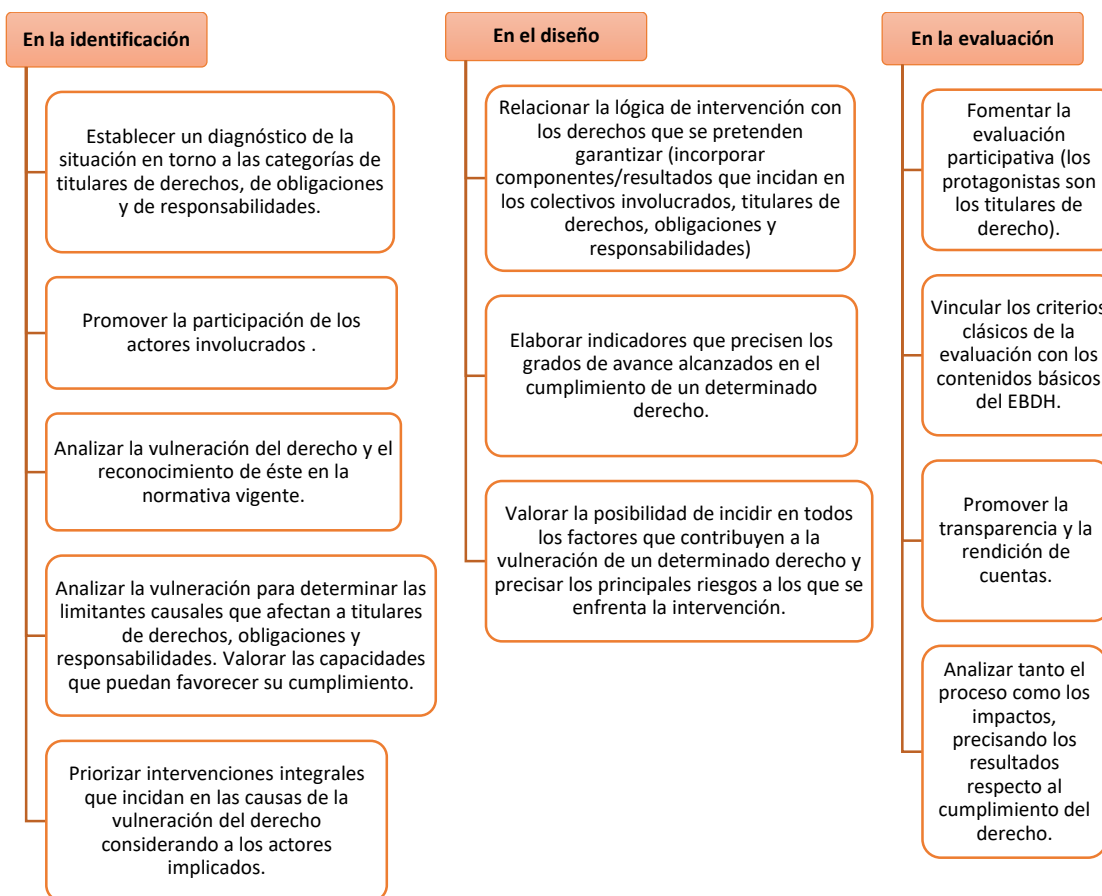 En la identificación
Establecer un diagnóstico de la
situación en torno a las categorías de
titulares de derechos, de obligaciones
y de responsabilidades.
Promover la participación de los
actores involucrados .
Analizar la vulneración del derecho y el
reconocimiento de éste en la
normativa vigente.
Analizar la vulneración para determinar las
limitantes causales que afectan a titulares
de derechos, obligaciones y
responsabilidades. Valorar las capacidades
que puedan favorecer su cumplimiento.
Priorizar intervenciones integrales
que incidan en las causas de la
vulneración del derecho
considerando a los actores
implicados.
En el diseño
Relacionar la lógica de intervención con
los derechos que se pretenden
garantizar (incorporar
componentes/resultados que incidan en
los colectivos involucrados, titulares de
derechos, obligaciones y
responsabilidades)
Elaborar indicadores que precisen los
grados de avance alcanzados en el
cumplimiento de un determinado
derecho.
Valorar la posibilidad de incidir en todos
los factores que contribuyen a la
vulneración de un determinado derecho y
precisar los principales riesgos a los que se
enfrenta la intervención.
En la evaluación
Fomentar la
evaluación
participativa (los
protagonistas son
los titulares de
derecho).
Vincular los criterios
clásicos de la
evaluación con los
contenidos básicos
del EBDH.
Promover la
transparencia y la
rendición de
cuentas.
Analizar tanto el
proceso como los
impactos,
precisando los
resultados
respecto al
cumplimiento del
derecho.